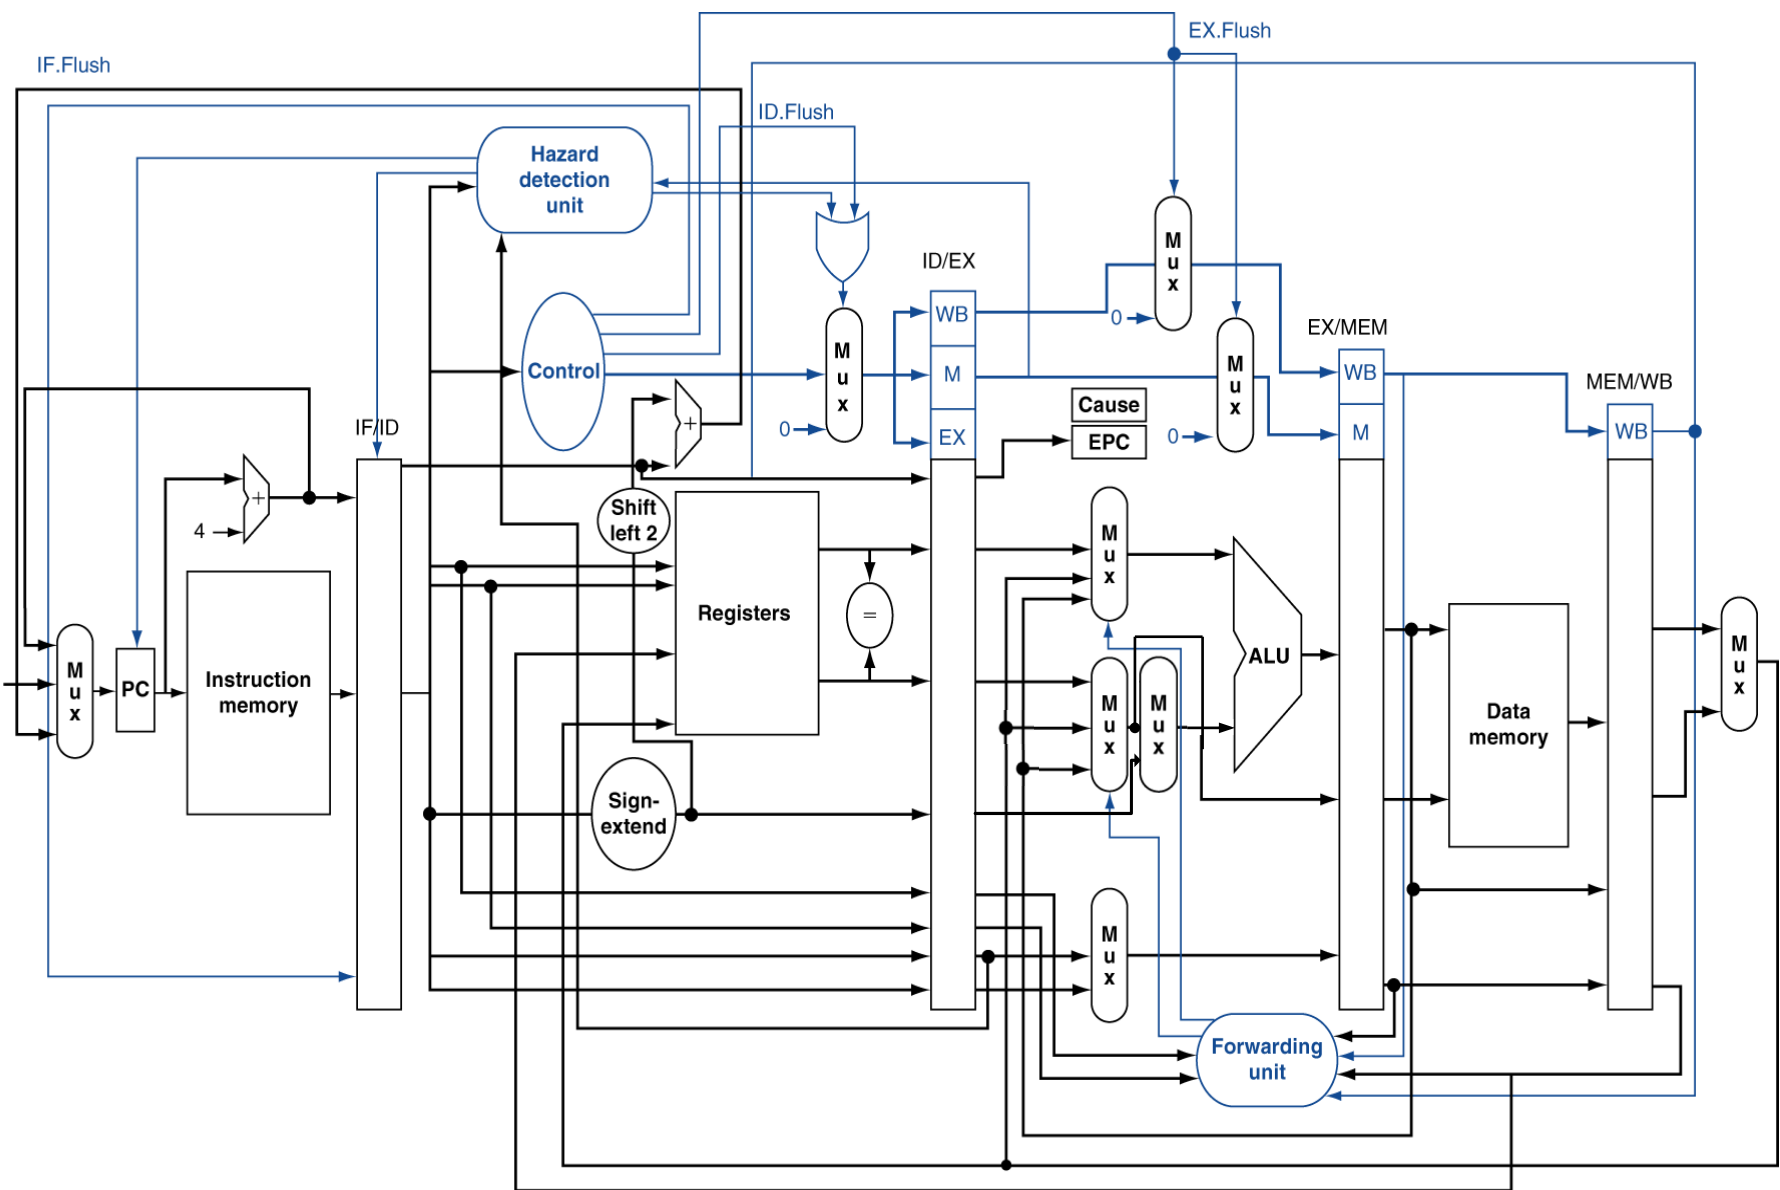 EX.Flush
IF.Flush
ID.Flush
Hazard
detection
unit
M
u
x
ID/EX
WB
0
EX/MEM
M
u
x
M
u
x
Control
M
WB
MEM/WB
Cause
0
EX
EPC
0
M
WB
IF/ID
+
+
4
Shift
left 2
M
u
x
Registers
=
M
u
x
PC
Instruction
memory
M
u
x
M
u
x
ALU
Data
memory
M
u
x
Sign-
extend
M
u
x
Forwarding
unit